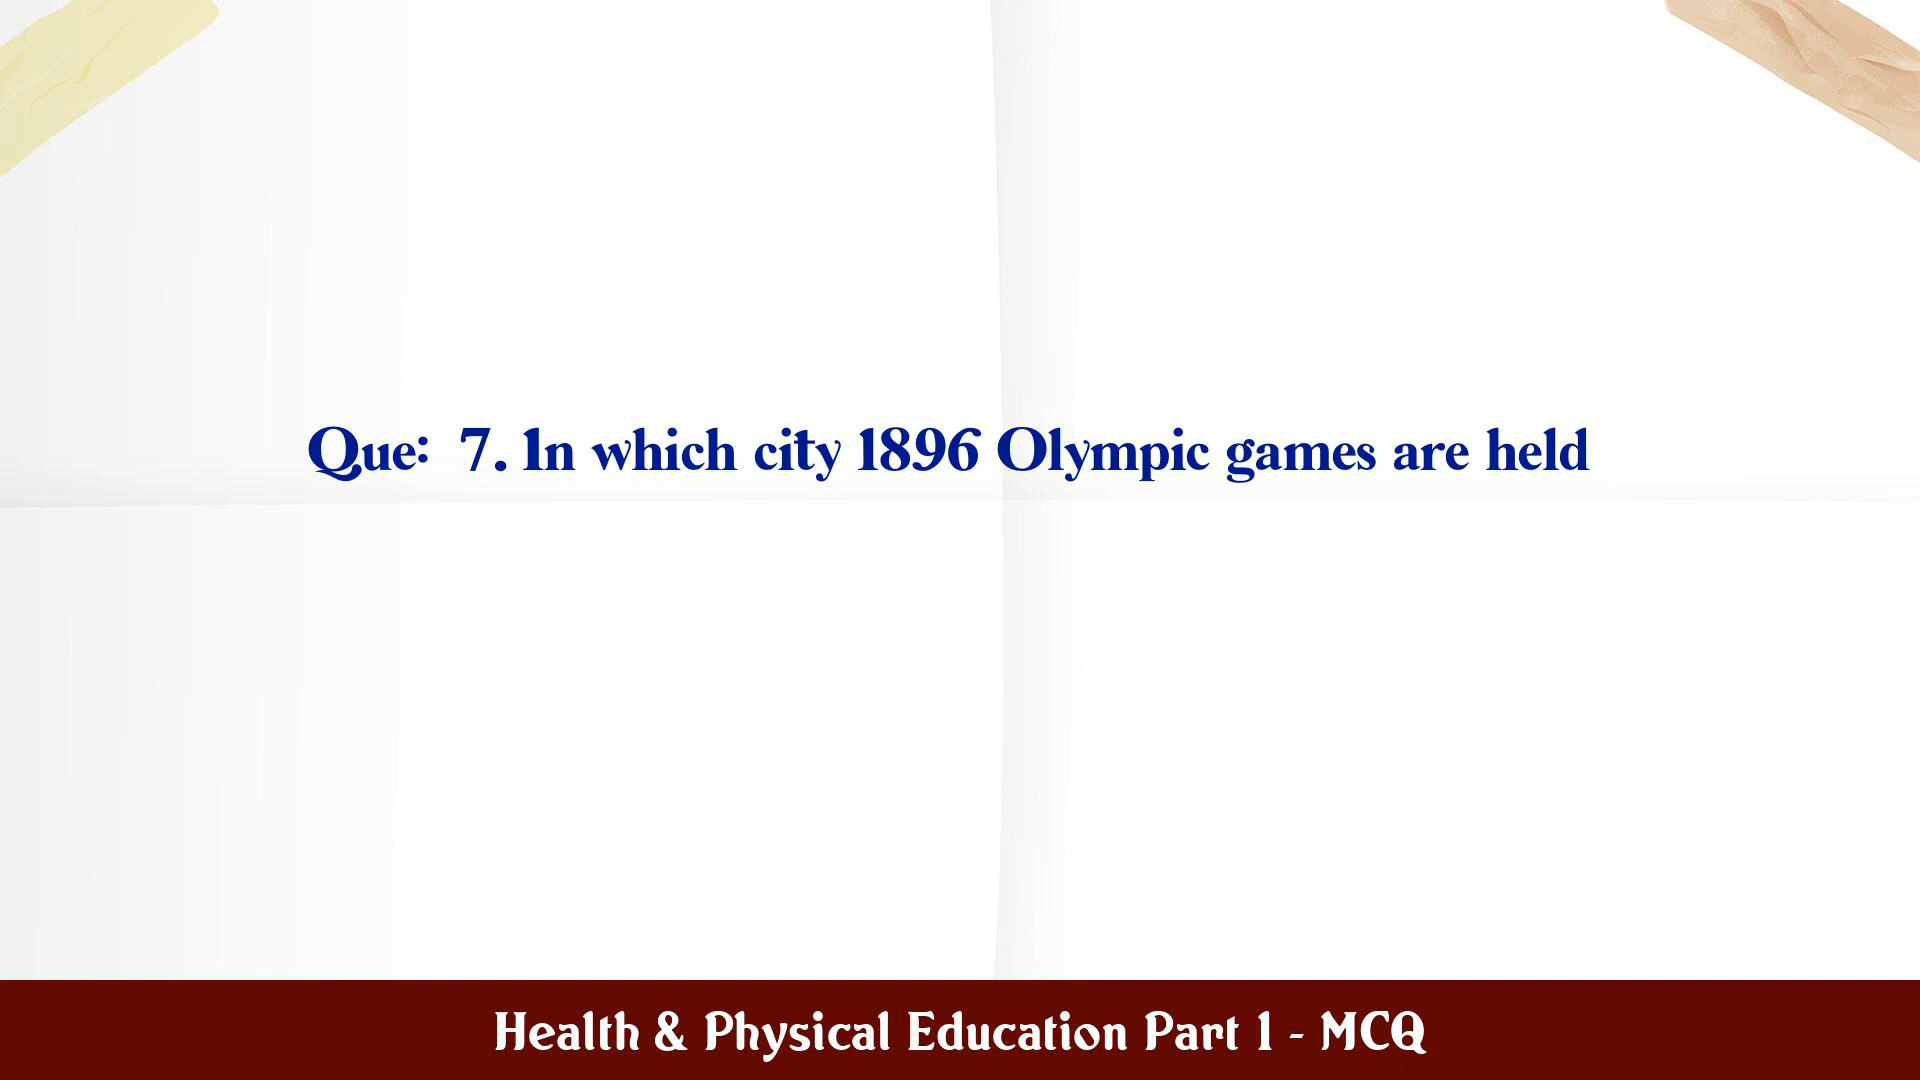 Que: 7. In which city 1896 Olympic games are held
Health & Physical Education Part 1 - MCQ